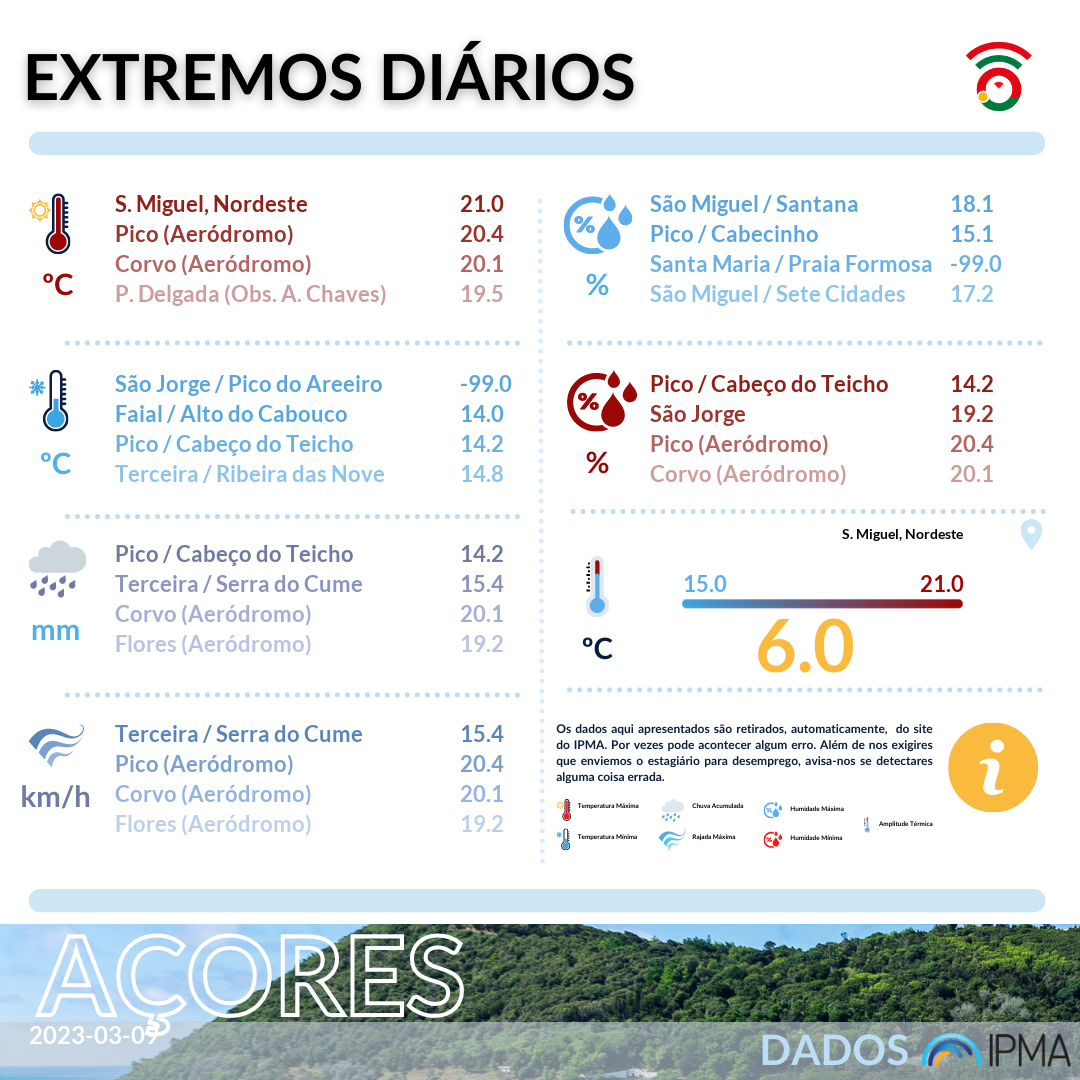 EXTREMOS DIÁRIOS
S. Miguel, Nordeste 21.0
Pico (Aeródromo) 20.4
Corvo (Aeródromo) 20.1
P. Delgada (Obs. A. Chaves) 19.5
ºC
São Jorge / Pico do Areeiro -99.0
Faial / Alto do Cabouco 14.0
Pico / Cabeço do Teicho 14.2
Terceira / Ribeira das Nove 14.8
ºC
Pico / Cabeço do Teicho 14.2
Terceira / Serra do Cume 15.4
Corvo (Aeródromo) 20.1
Flores (Aeródromo) 19.2
mm
Terceira / Serra do Cume 15.4
Pico (Aeródromo) 20.4
Corvo (Aeródromo) 20.1
Flores (Aeródromo) 19.2
km/h
%
São Miguel / Santana 18.1
Pico / Cabecinho 15.1
Santa Maria / Praia Formosa -99.0
São Miguel / Sete Cidades 17.2
%
%
Pico / Cabeço do Teicho 14.2
São Jorge 19.2
Pico (Aeródromo) 20.4
Corvo (Aeródromo) 20.1
%
S. Miguel, Nordeste
15.0 21.0
ºC
6.0
Os dados aqui apresentados são retirados, automaticamente, do site
do IPMA. Por vezes pode acontecer algum erro. Além de nos exigires
que enviemos o estagiário para desemprego, avisa-nos se detectares
alguma coisa errada.
i
Temperatura Máxima Chuva Acumulada Humidade Máxima
Amplitude Térmica
Temperatura Mínima Rajada Máxima Humidade Mínima
AÇORES
2023-03-09
DADOS IPMA